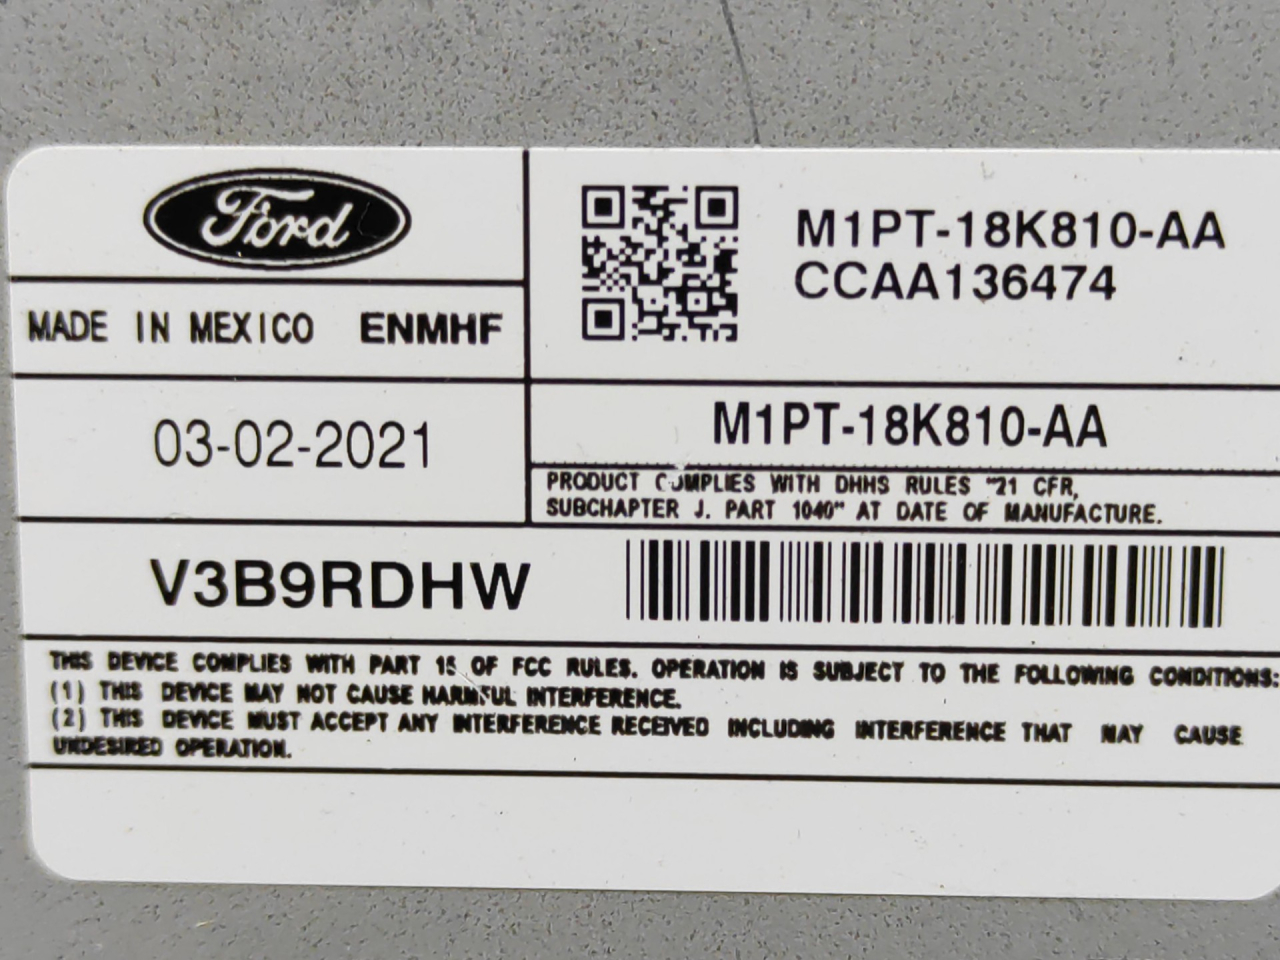 Ford
M1PT-18K810-AA
CCAA136474
MADE IN MEXICO ENMHF
03-02-2021
M1PT-18K810-AA
PRODUCT COMPLIES WITH DHHS RULES "21 CFR,
SUBCHAPTER J. PART 1040" AT DATE OF MANUFACTURE.
V3B9RDHW
THIS DEVICE COMPLIES WITH PART 15 OF FCC RULES. OPERATION IS SUBJECT TO THE FOLLOWING CONDITIONS:
(1) THIS DEVICE MAY NOT CAUSE HARMFUL INTERFERENCE.
(2) THIS DEVICE MUST ACCEPT ANY INTERFERENCE RECEIVED INCLUDING INTERFERENCE THAT MAY CAUSE
UNDESIRED OPERATION.